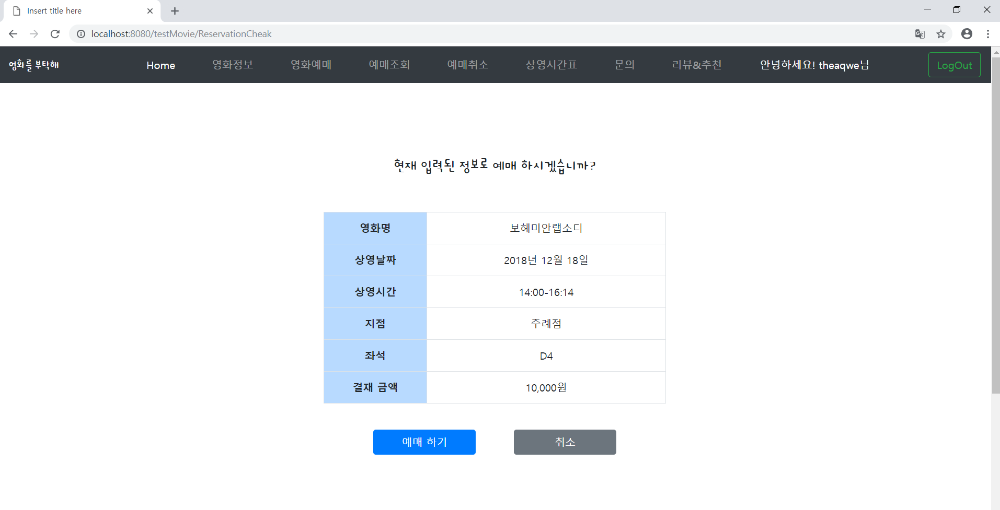 Insert title here
localhost:8080/testMovie/ReservationCheak
영화를 부탁해 Home 영화정보 영화예매 예매조회 예매취소 상영시간표 문의 리뷰&추천 안녕하세요! theaqwe님 LogOut
현재 입력된 정보로 예매 하시겠습니까?
영화명 보헤미안랩소디
상영날짜 2018년 12월 18일
상영시간 14:00-16:14
지점 주례점
좌석 D4
결재 금액 10,000원
예매 하기 취소